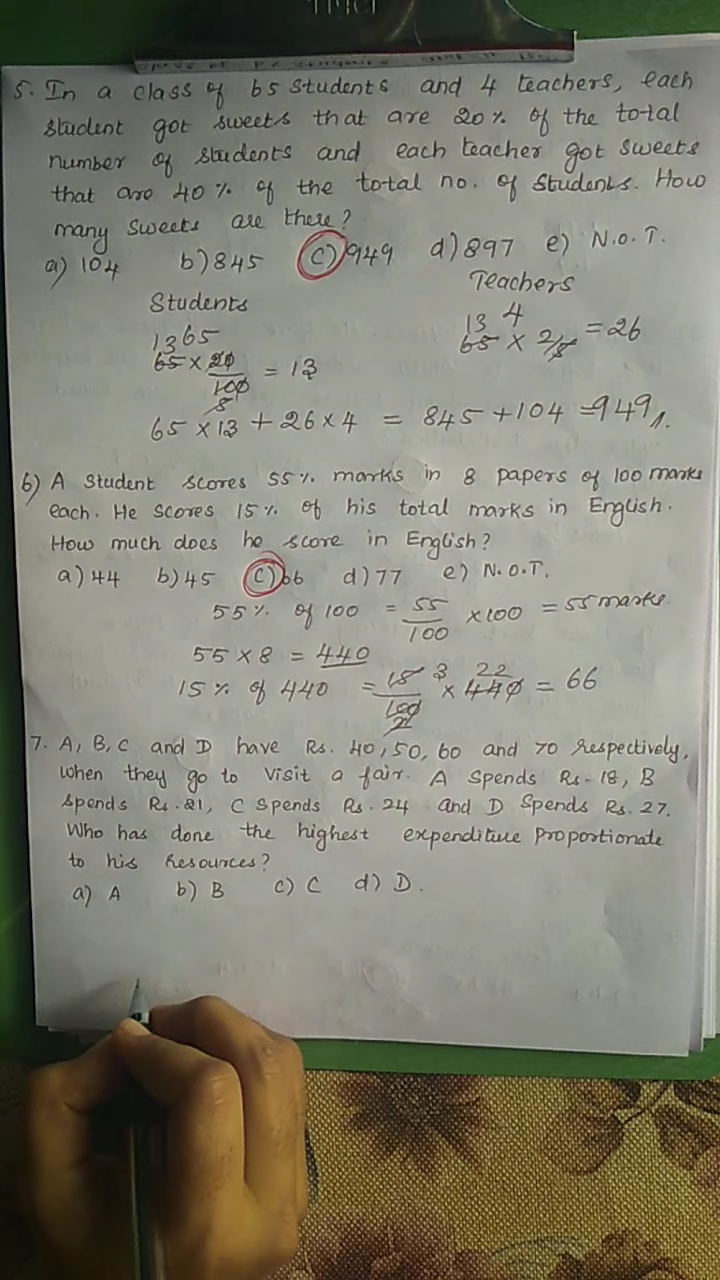 5. In a class of 65 students and 4 teachers, each
student got sweets that are 20% of the total
number of students and each teacher got sweets
that are 40% of the total no. of Students. How
many Sweets are there?
a) 104 b) 845 c) 949 d) 897 e) N.O.T.
Students Teachers
13 65 13 4
65 × 20/100 = 13 65 × 2/5 = 26
5
65 × 13 + 26 × 4 = 845 + 104 = 949
6) A Student scores 55% marks in 8 papers of 100 marks
each. He scores 15% of his total marks in English.
How much does he score in English?
a) 44 b) 45 c) 66 d) 77 e) N.O.T.
55% of 100 = 55/100 × 100 = 55 marks.
55 × 8 = 440
15% of 440 = 15/100 3 × 440 22 = 66
7. A, B, C and D have Rs. 40, 50, 60 and 70 respectively,
when they go to visit a fair. A Spends Rs. 18, B
Spends Rs. 21, C Spends Rs. 24 and D Spends Rs. 27.
Who has done the highest expenditure proportionate
to his resources?
a) A b) B c) C d) D.